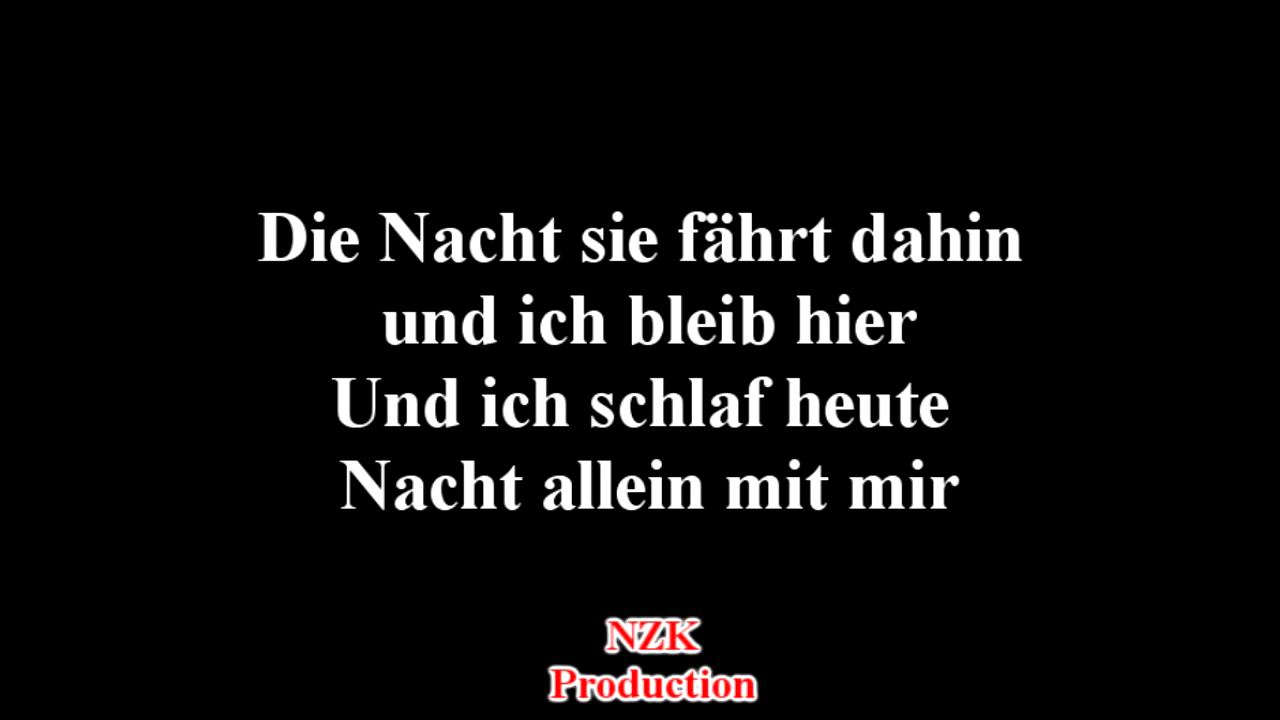 Die Nacht sie fährt dahin
und ich bleib hier
Und ich schlaf heute
Nacht allein mit mir
NZK
Production